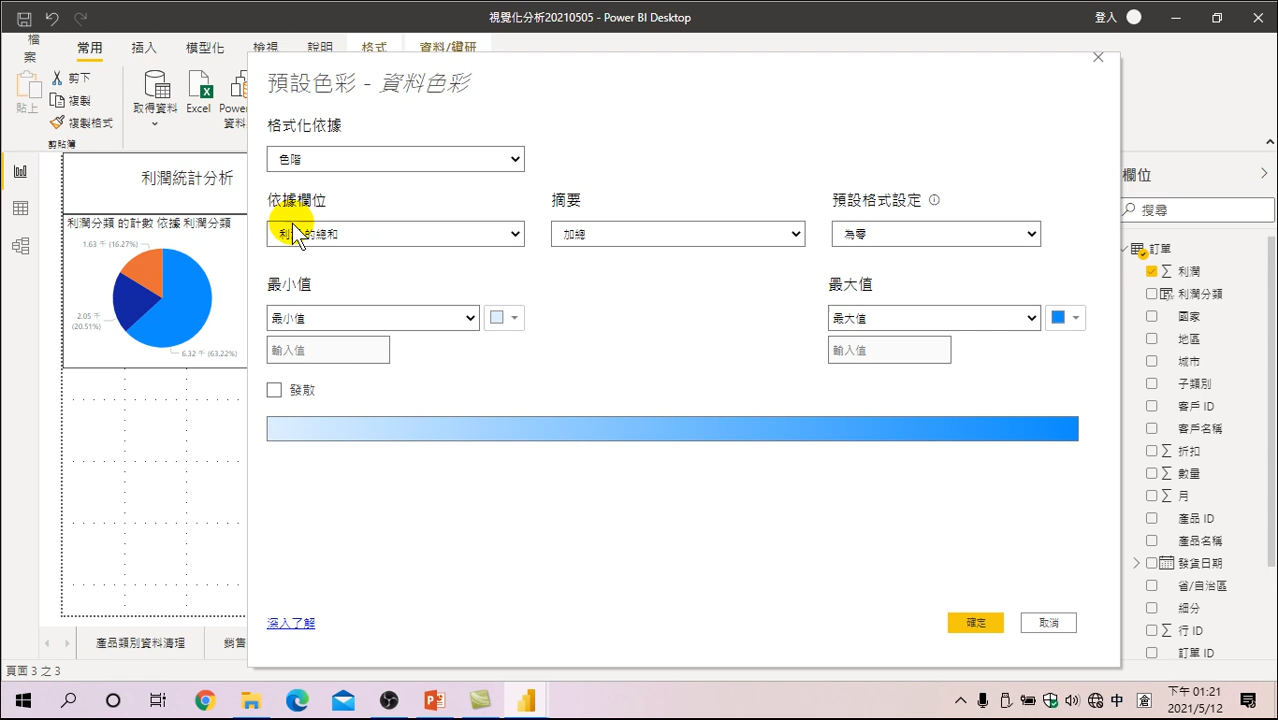 視覺化分析20210505 - Power BI Desktop
登入
檔案
常用
插入
模型化
檢視
說明
格式
資料/鑽研
貼上
剪下
複製
複製格式
剪貼簿
取得資料
Excel
Power
資料
預設色彩 - 資料色彩
格式化依據
色階
依據欄位
摘要
預設格式設定
利潤 的總和
加總
為零
最小值
最大值
最小值
最大值
輸入值
輸入值
發散
深入了解
確定
取消
利潤統計分析
利潤分類 的計數 依據 利潤分類
1.63 千 (16.27%)
2.05 千
(20.51%)
6.32 千 (63.22%)
欄位
搜尋
訂單
利潤
利潤分類
國家
地區
城市
子類別
客戶 ID
客戶名稱
折扣
數量
月
產品 ID
產品名稱
發貨日期
省/自治區
細分
行 ID
訂單 ID
產品類別資料清理
銷售
頁面 3 之 3
中
倉
下午 01:21
2021/5/12